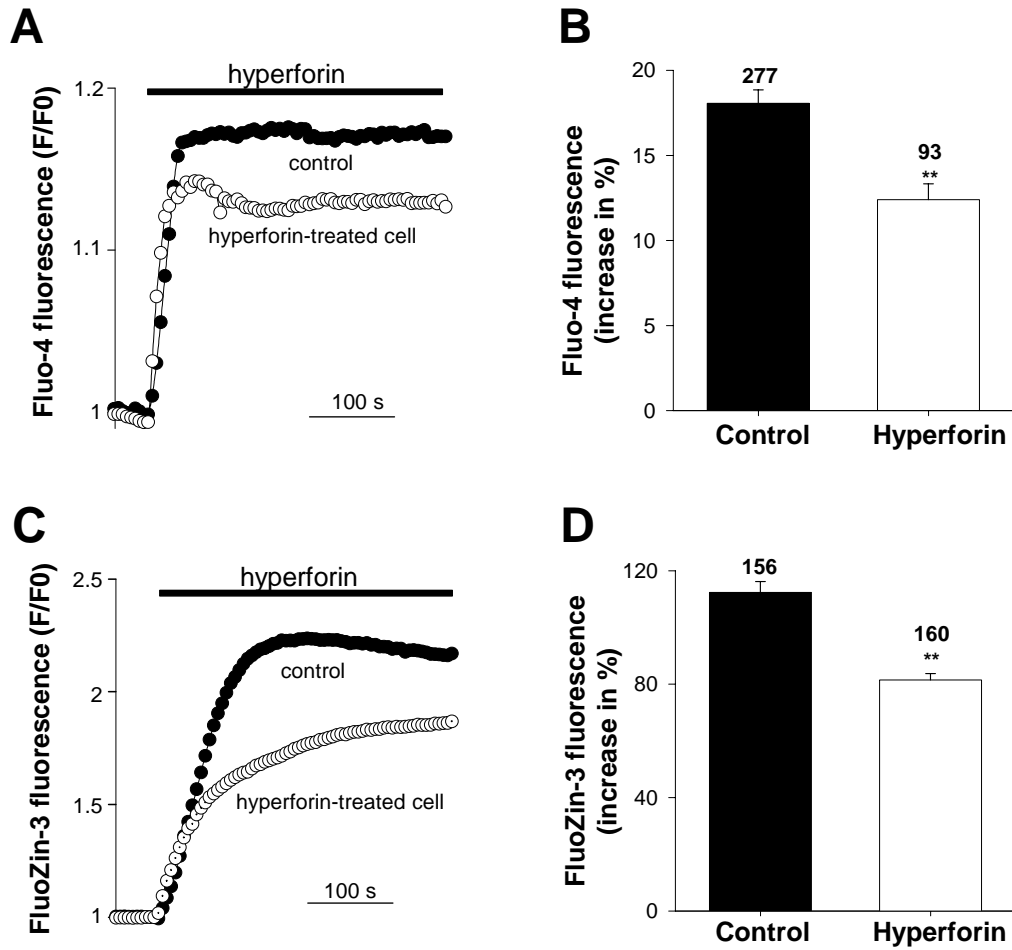 A
Fluo-4 fluorescence (F/F0)
1.2
1.1
1
hyperforin
control
hyperforin-treated cell
100 s
B
Fluo-4 fluorescence
(increase in %)
20
15
10
5
0
277
93
**
Control
Hyperforin
C
FluoZin-3 fluorescence (F/F0)
2.5
2
1.5
1
hyperforin
control
hyperforin-treated cell
100 s
D
FluoZin-3 fluorescence
(increase in %)
120
80
40
0
156
160
**
Control
Hyperforin